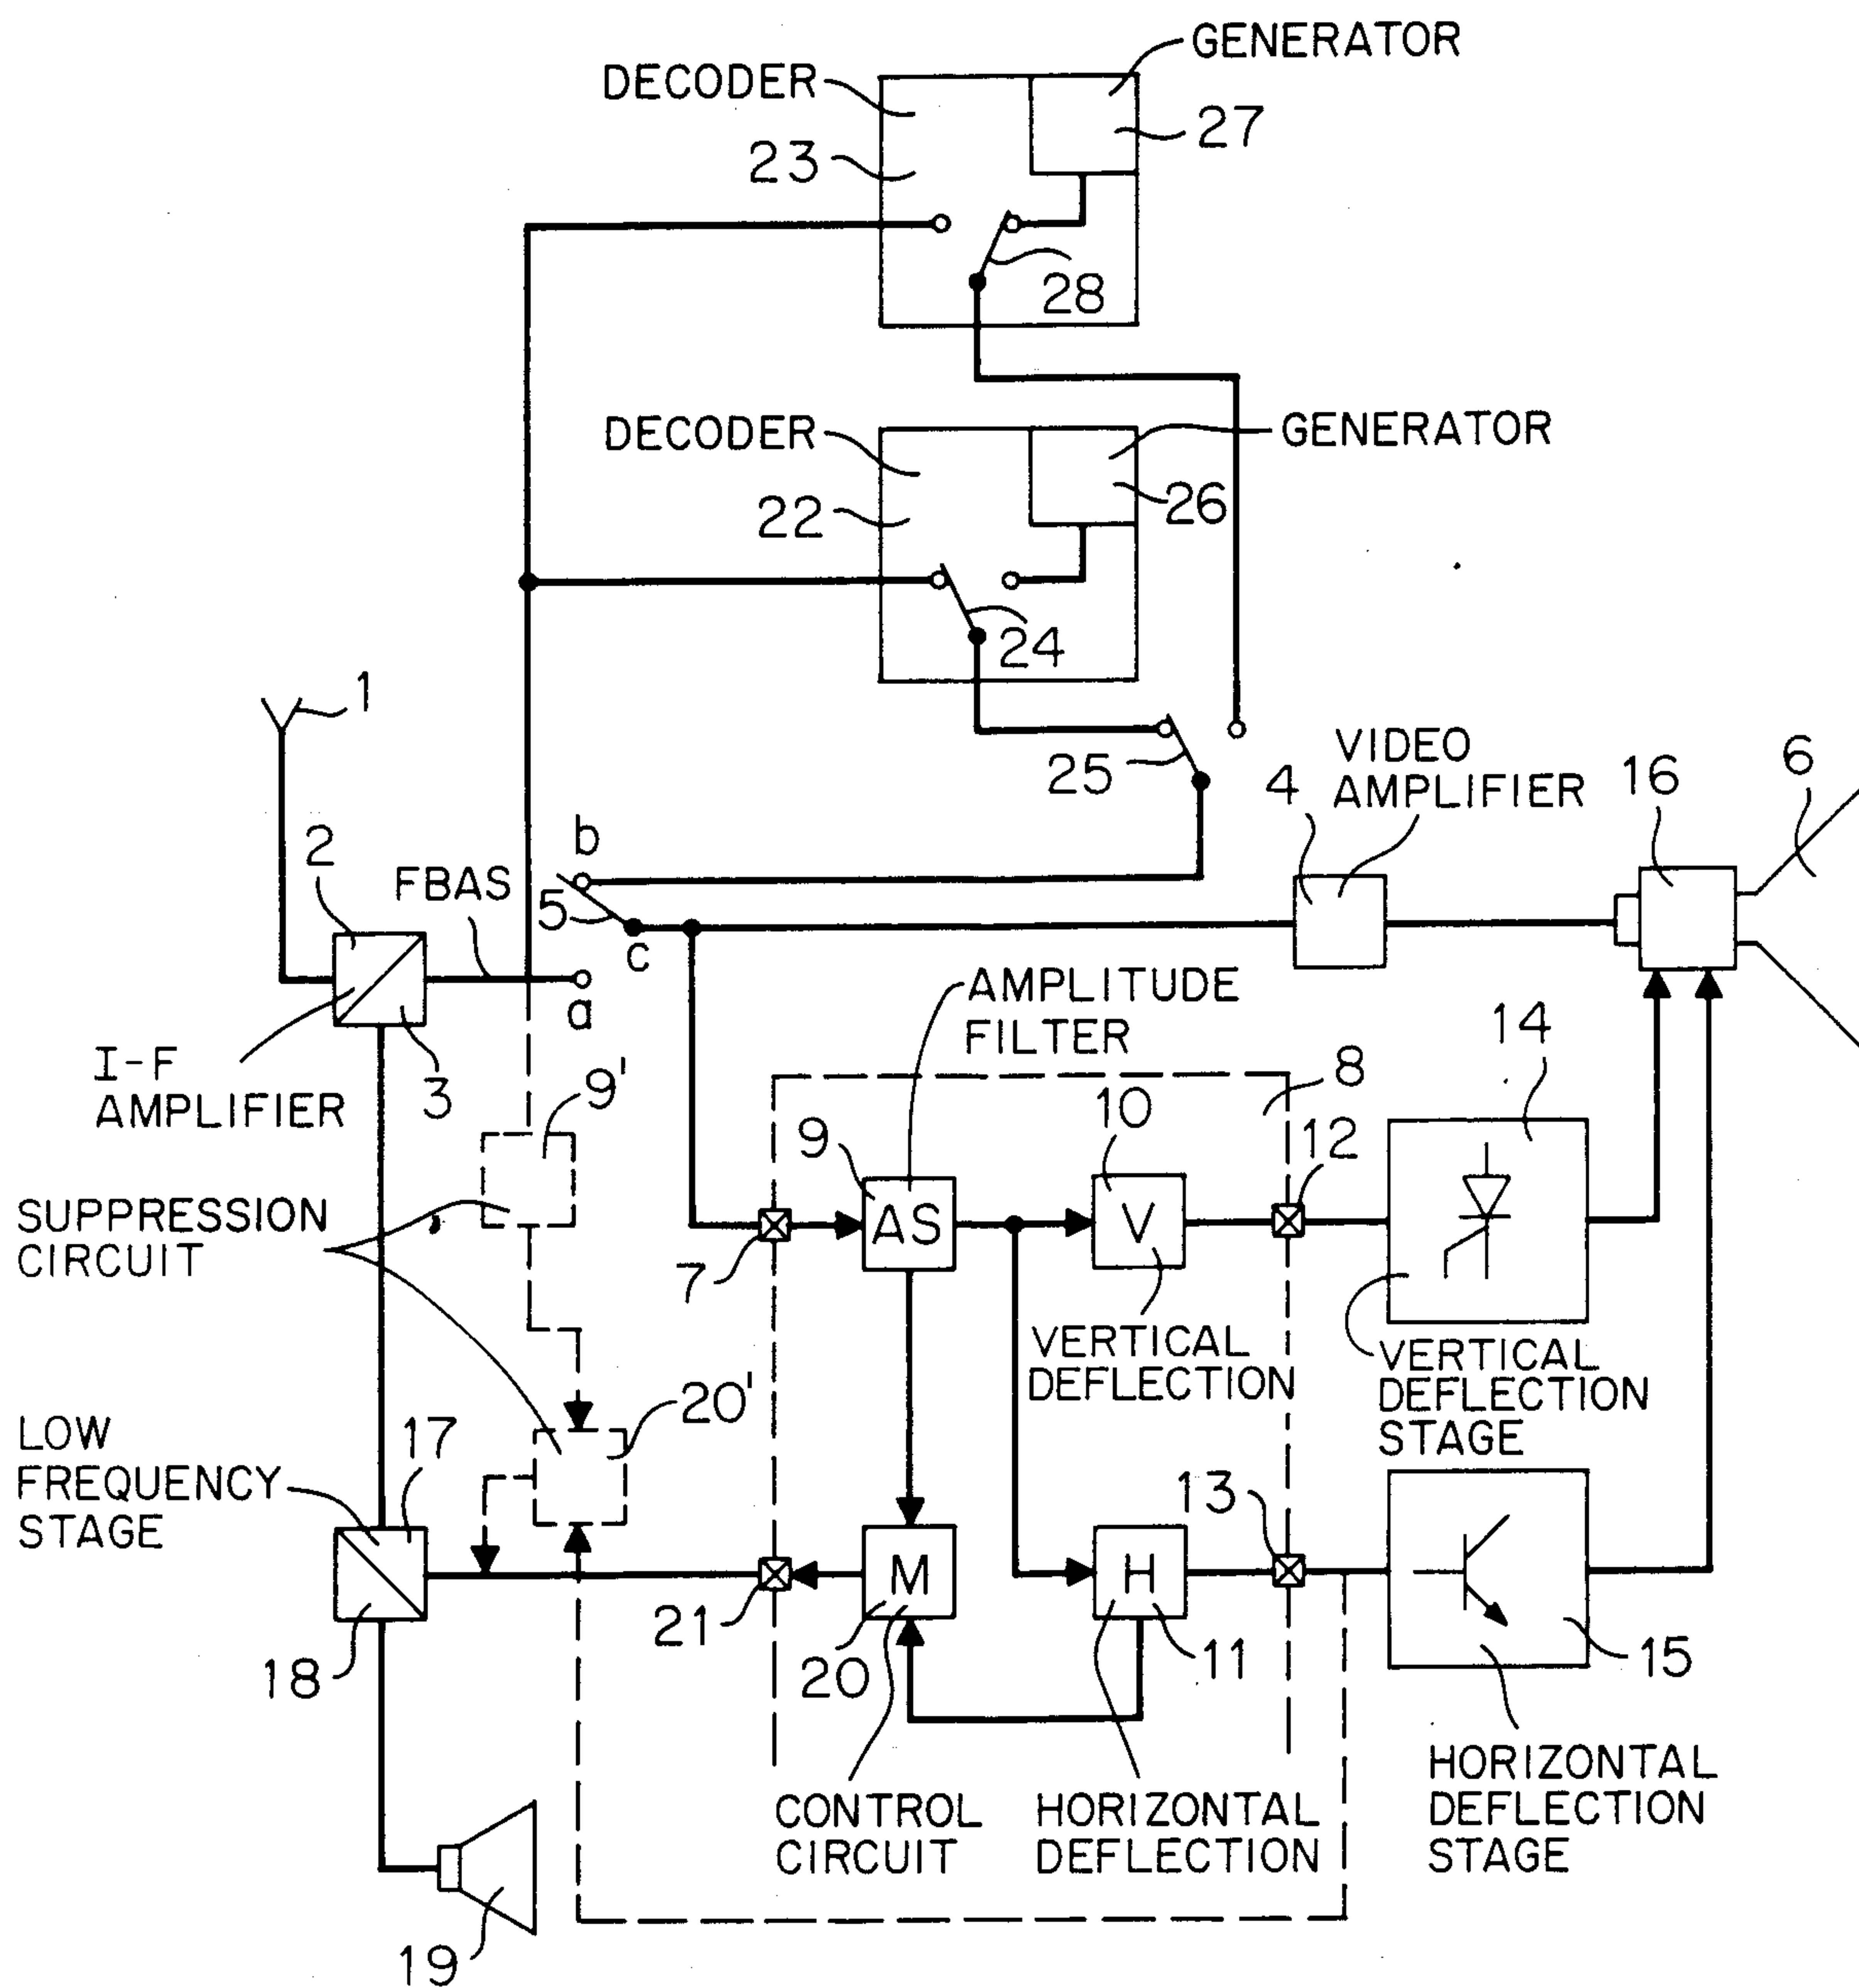 GENERATOR
DECODER
27
23
28
DECODER
GENERATOR
26
22
24
1
25
VIDEO
AMPLIFIER
4
16
6
2
b
FBAS
5
c
a
I-F
AMPLIFIER
3
AMPLITUDE
FILTER
9'
8
14
10
12
9
AS
V
SUPPRESSION
CIRCUIT
7
VERTICAL
DEFLECTION
VERTICAL
DEFLECTION
STAGE
20'
LOW
FREQUENCY
STAGE
17
13
M
H
21
20
11
15
18
CONTROL
CIRCUIT
HORIZONTAL
DEFLECTION
HORIZONTAL
DEFLECTION
STAGE
19